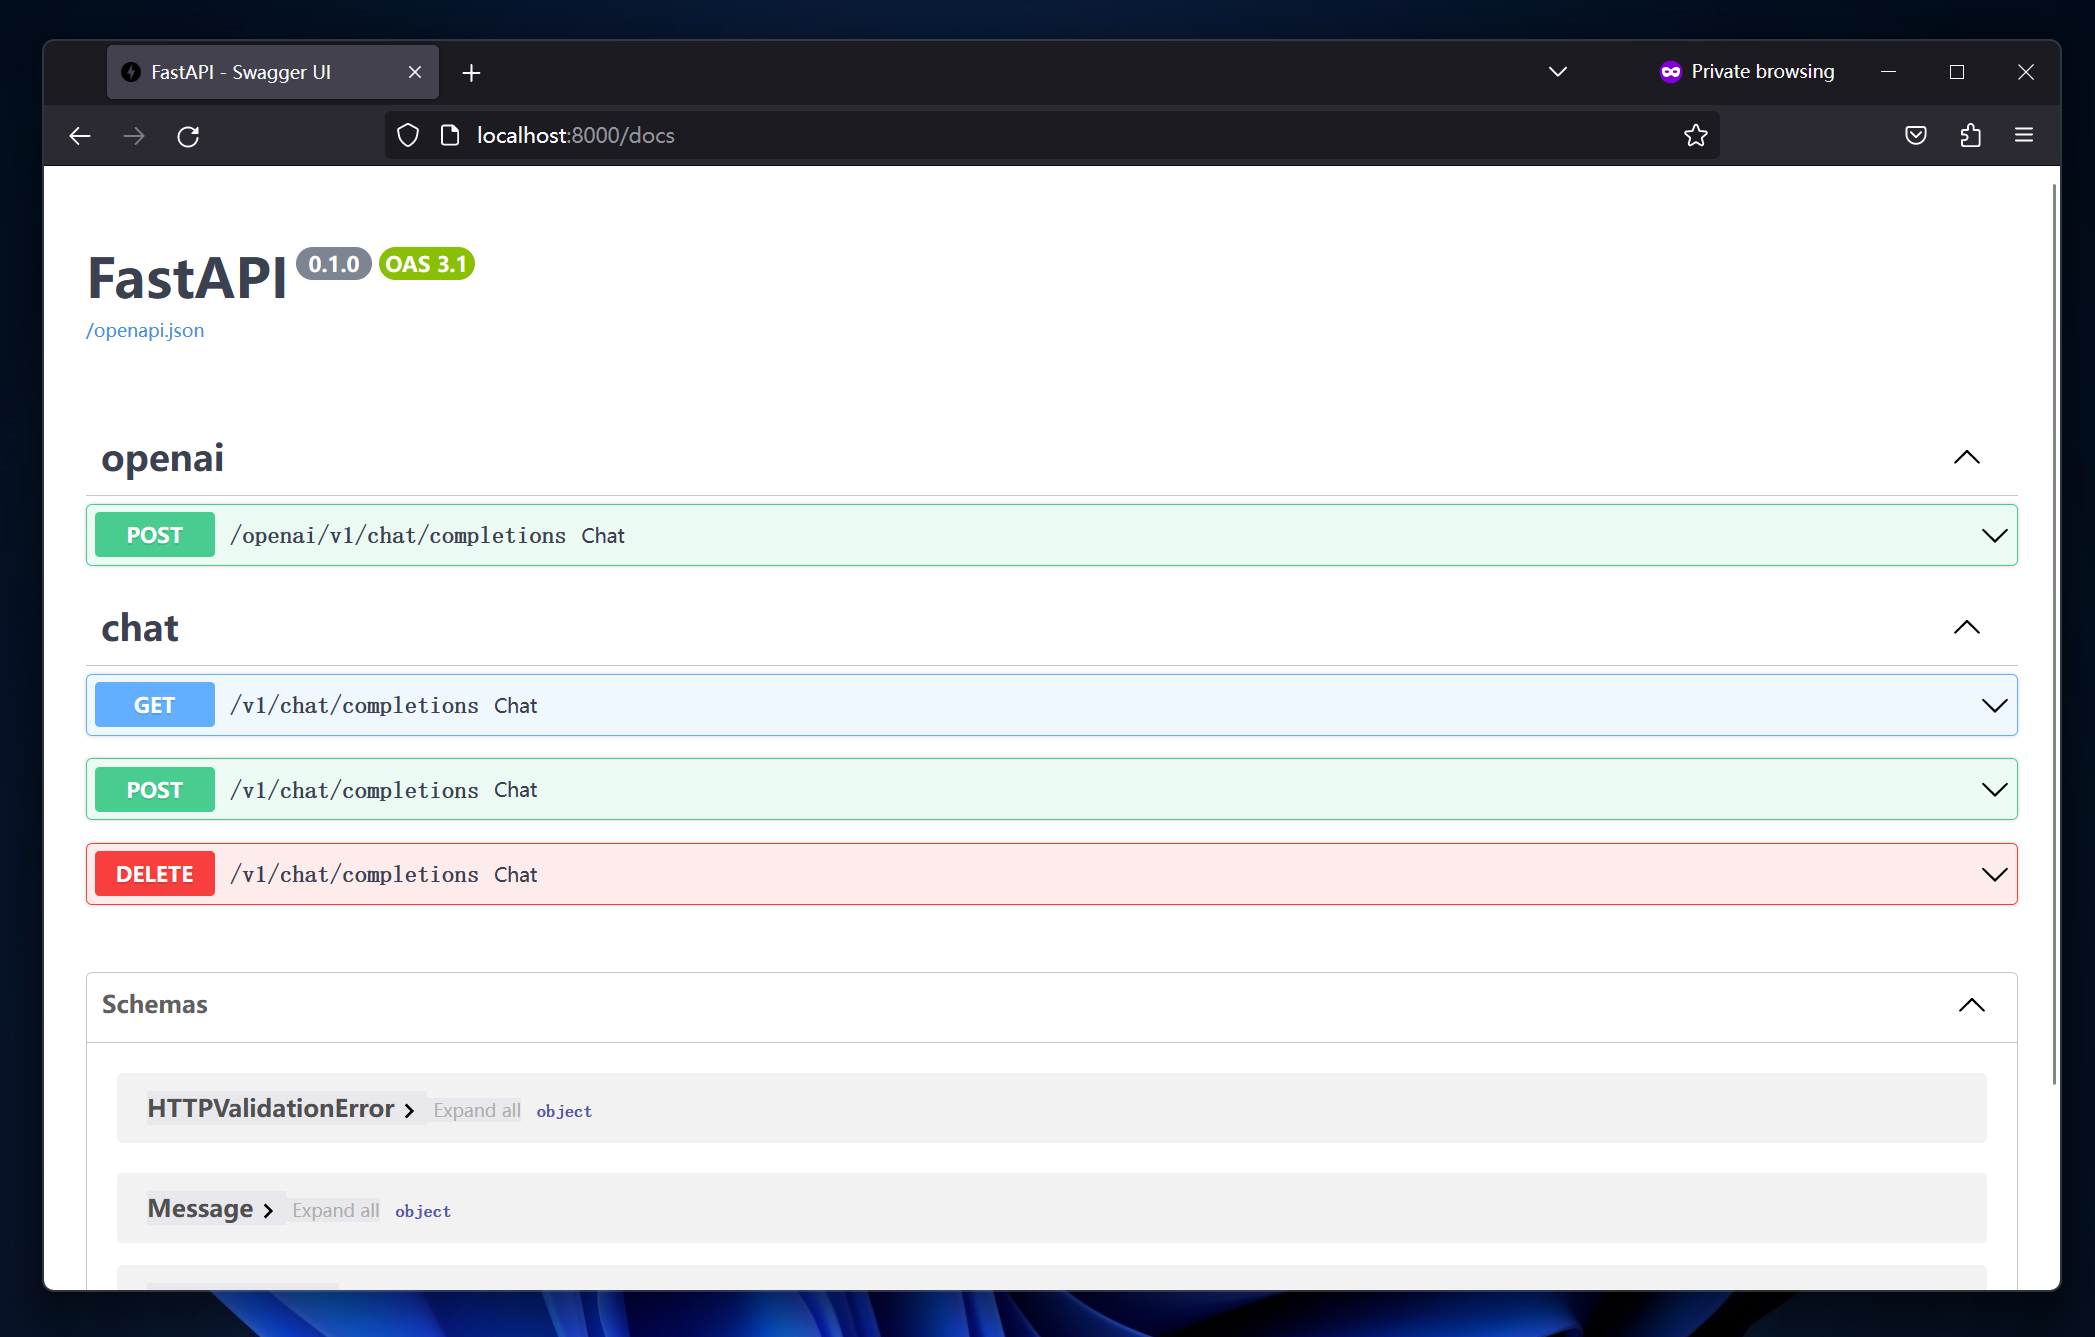 FastAPI - Swagger UI
Private browsing
localhost:8000/docs
FastAPI 0.1.0 OAS 3.1
/openapi.json
openai
POST /openai/v1/chat/completions Chat
chat
GET /v1/chat/completions Chat
POST /v1/chat/completions Chat
DELETE /v1/chat/completions Chat
Schemas
HTTPValidationError Expand all object
Message Expand all object